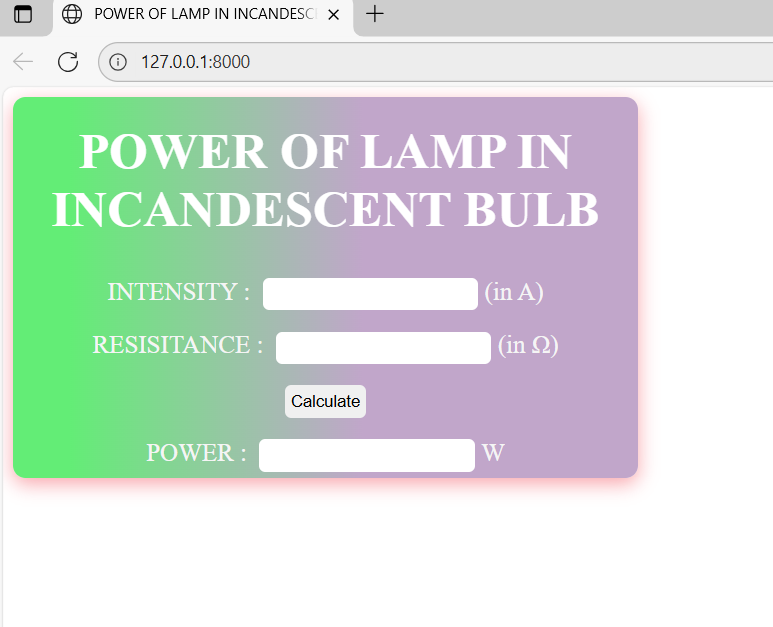 POWER OF LAMP IN INCANDESC
127.0.0.1:8000
POWER OF LAMP IN
INCANDESCENT BULB
INTENSITY : (in A)
RESISITANCE : (in Ω)
Calculate
POWER : W